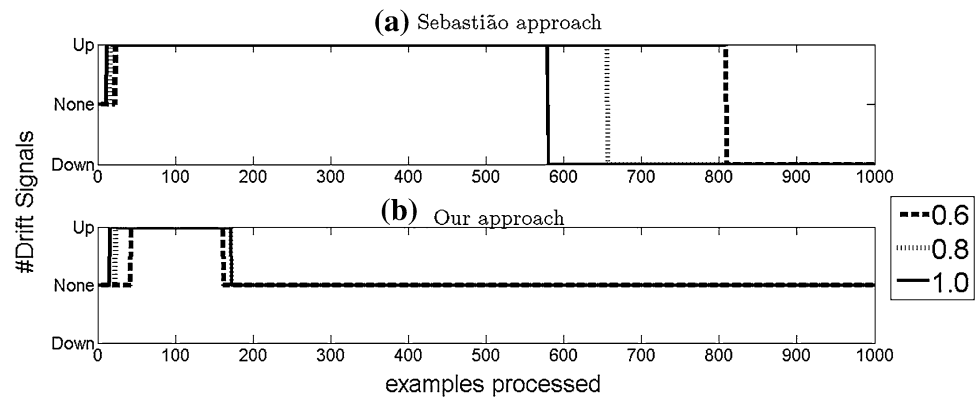 (a) Sebastião approach
Up
None
Down
0 100 200 300 400 500 600 700 800 900 1000
#Drift Signals
(b) Our approach
Up
None
Down
0 100 200 300 400 500 600 700 800 900 1000
examples processed
0.6
0.8
1.0